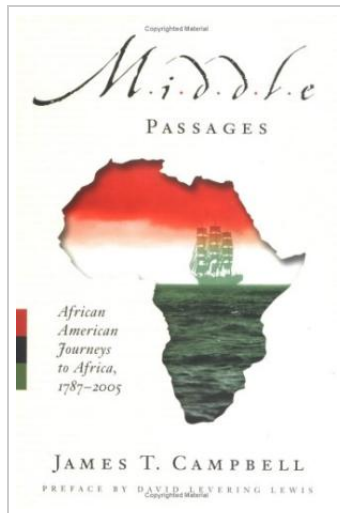 Copyrighted Material
M·i·d·d·l·e
PASSAGES
African
American
Journeys
to Africa,
1787–2005
JAMES T. CAMPBELL
PREFACE BY DAVID LEVERING LEWIS
Copyrighted Material